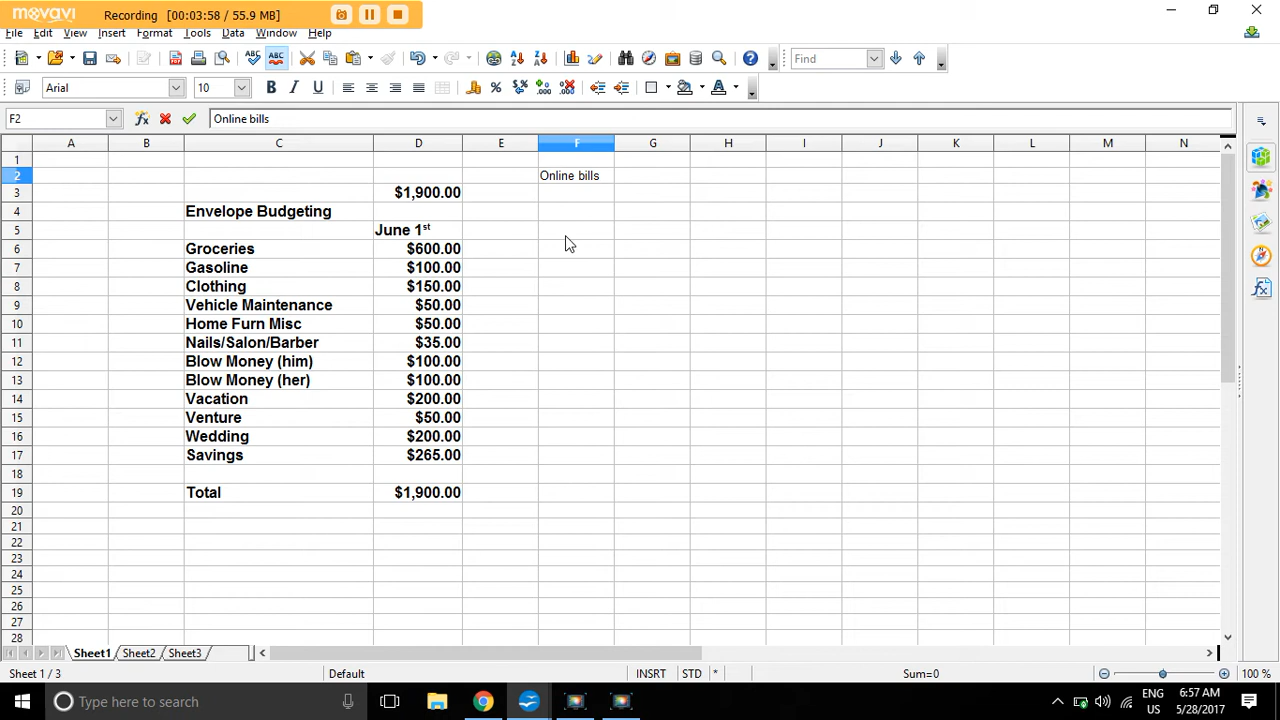 movavi Recording [00:03:58 / 55.9 MB]
File Edit View Insert Format Tools Data Window Help
ABC ABC A Z Z A Find
Arial 10 B I U % $% .000 .000 A
F2 Online bills
A B C D E F G H I J K L M N
1
2 Online bills
3 $1,900.00
4 Envelope Budgeting
5 June 1st
6 Groceries $600.00
7 Gasoline $100.00
8 Clothing $150.00
9 Vehicle Maintenance $50.00
10 Home Furn Misc $50.00
11 Nails/Salon/Barber $35.00
12 Blow Money (him) $100.00
13 Blow Money (her) $100.00
14 Vacation $200.00
15 Venture $50.00
16 Wedding $200.00
17 Savings $265.00
18
19 Total $1,900.00
20
21
22
23
24
25
26
27
28
Sheet1 Sheet2 Sheet3
Sheet 1 / 3 Default INSRT STD * Sum=0 100 %
Type here to search ENG 6:57 AM
US 5/28/2017